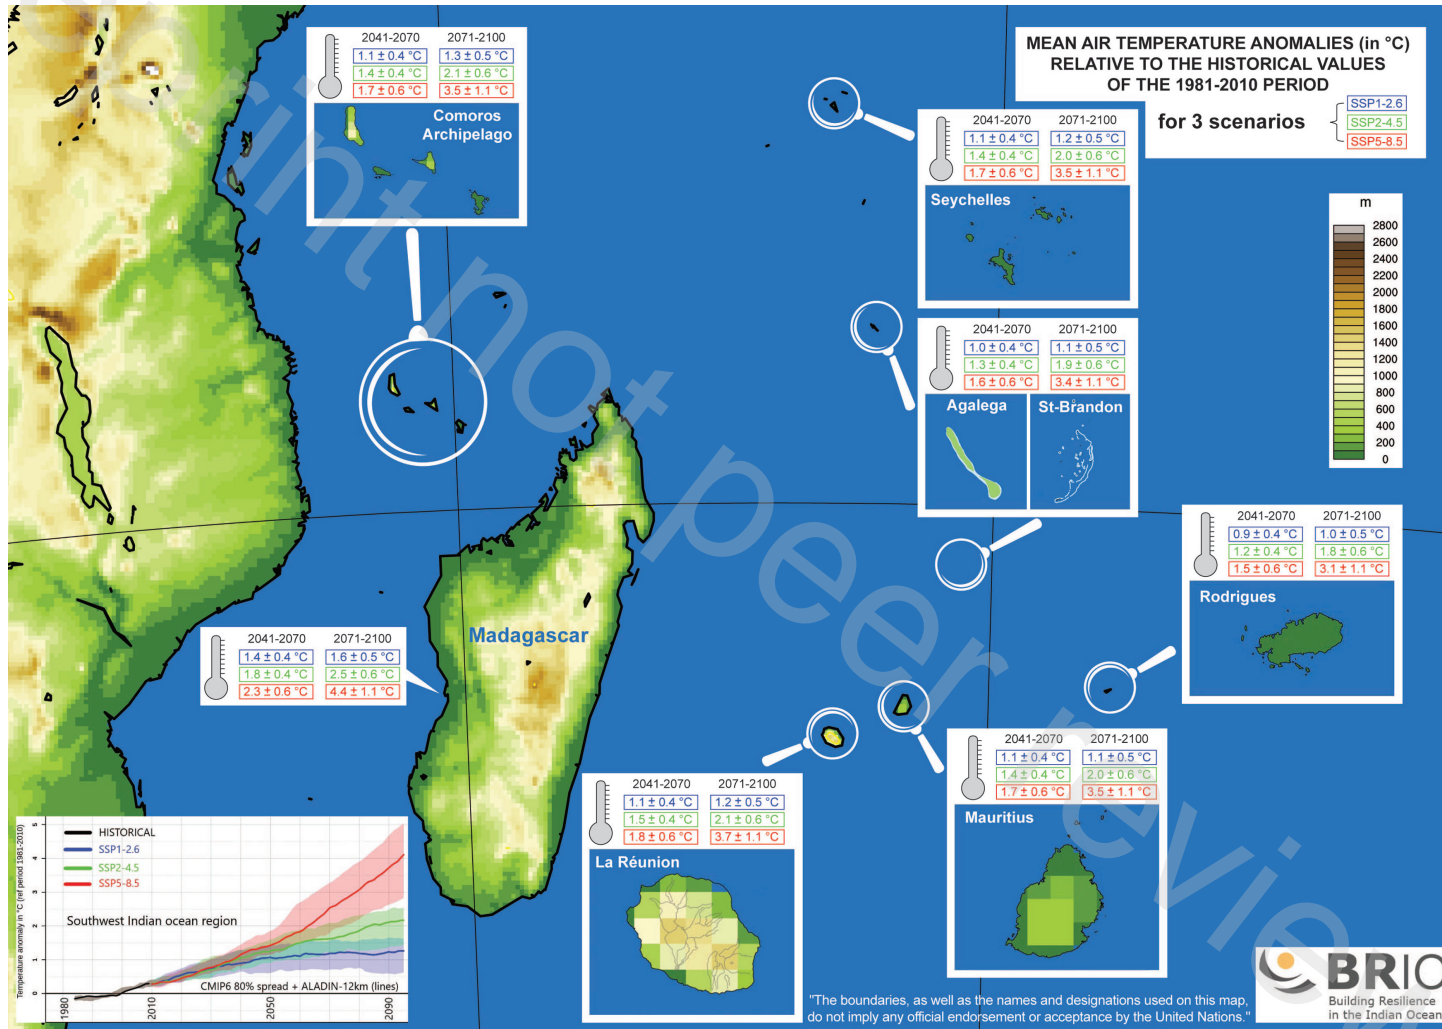 MEAN AIR TEMPERATURE ANOMALIES (in °C)
RELATIVE TO THE HISTORICAL VALUES
OF THE 1981-2010 PERIOD
for 3 scenarios
SSP1-2.6
SSP2-4.5
SSP5-8.5
2041-2070 2071-2100
1.1 ± 0.4 °C 1.3 ± 0.5 °C
1.4 ± 0.4 °C 2.1 ± 0.6 °C
1.7 ± 0.6 °C 3.5 ± 1.1 °C
Comoros
Archipelago
2041-2070 2071-2100
1.1 ± 0.4 °C 1.2 ± 0.5 °C
1.4 ± 0.4 °C 2.0 ± 0.6 °C
1.7 ± 0.6 °C 3.5 ± 1.1 °C
Seychelles
m
2800
2600
2400
2200
2000
1800
1600
1400
1200
1000
800
600
400
200
0
2041-2070 2071-2100
1.0 ± 0.4 °C 1.1 ± 0.5 °C
1.3 ± 0.4 °C 1.9 ± 0.6 °C
1.6 ± 0.6 °C 3.4 ± 1.1 °C
Agalega St-Brandon
2041-2070 2071-2100
0.9 ± 0.4 °C 1.0 ± 0.5 °C
1.2 ± 0.4 °C 1.8 ± 0.6 °C
1.5 ± 0.6 °C 3.1 ± 1.1 °C
Rodrigues
Madagascar
2041-2070 2071-2100
1.4 ± 0.4 °C 1.6 ± 0.5 °C
1.8 ± 0.4 °C 2.5 ± 0.6 °C
2.3 ± 0.6 °C 4.4 ± 1.1 °C
2041-2070 2071-2100
1.1 ± 0.4 °C 1.1 ± 0.5 °C
1.4 ± 0.4 °C 2.0 ± 0.6 °C
1.7 ± 0.6 °C 3.5 ± 1.1 °C
Mauritius
2041-2070 2071-2100
1.1 ± 0.4 °C 1.2 ± 0.5 °C
1.5 ± 0.4 °C 2.1 ± 0.6 °C
1.8 ± 0.6 °C 3.7 ± 1.1 °C
La Réunion
Temperature anomaly in °C (ref period 1981-2010)
5
4
3
2
1
0
HISTORICAL
SSP1-2.6
SSP2-4.5
SSP5-8.5
Southwest Indian ocean region
CMIP6 80% spread + ALADIN-12km (lines)
1980 2010 2050 2090
"The boundaries, as well as the names and designations used on this map,
do not imply any official endorsement or acceptance by the United Nations."
BRIO
Building Resilience
in the Indian Ocean
print not peer review